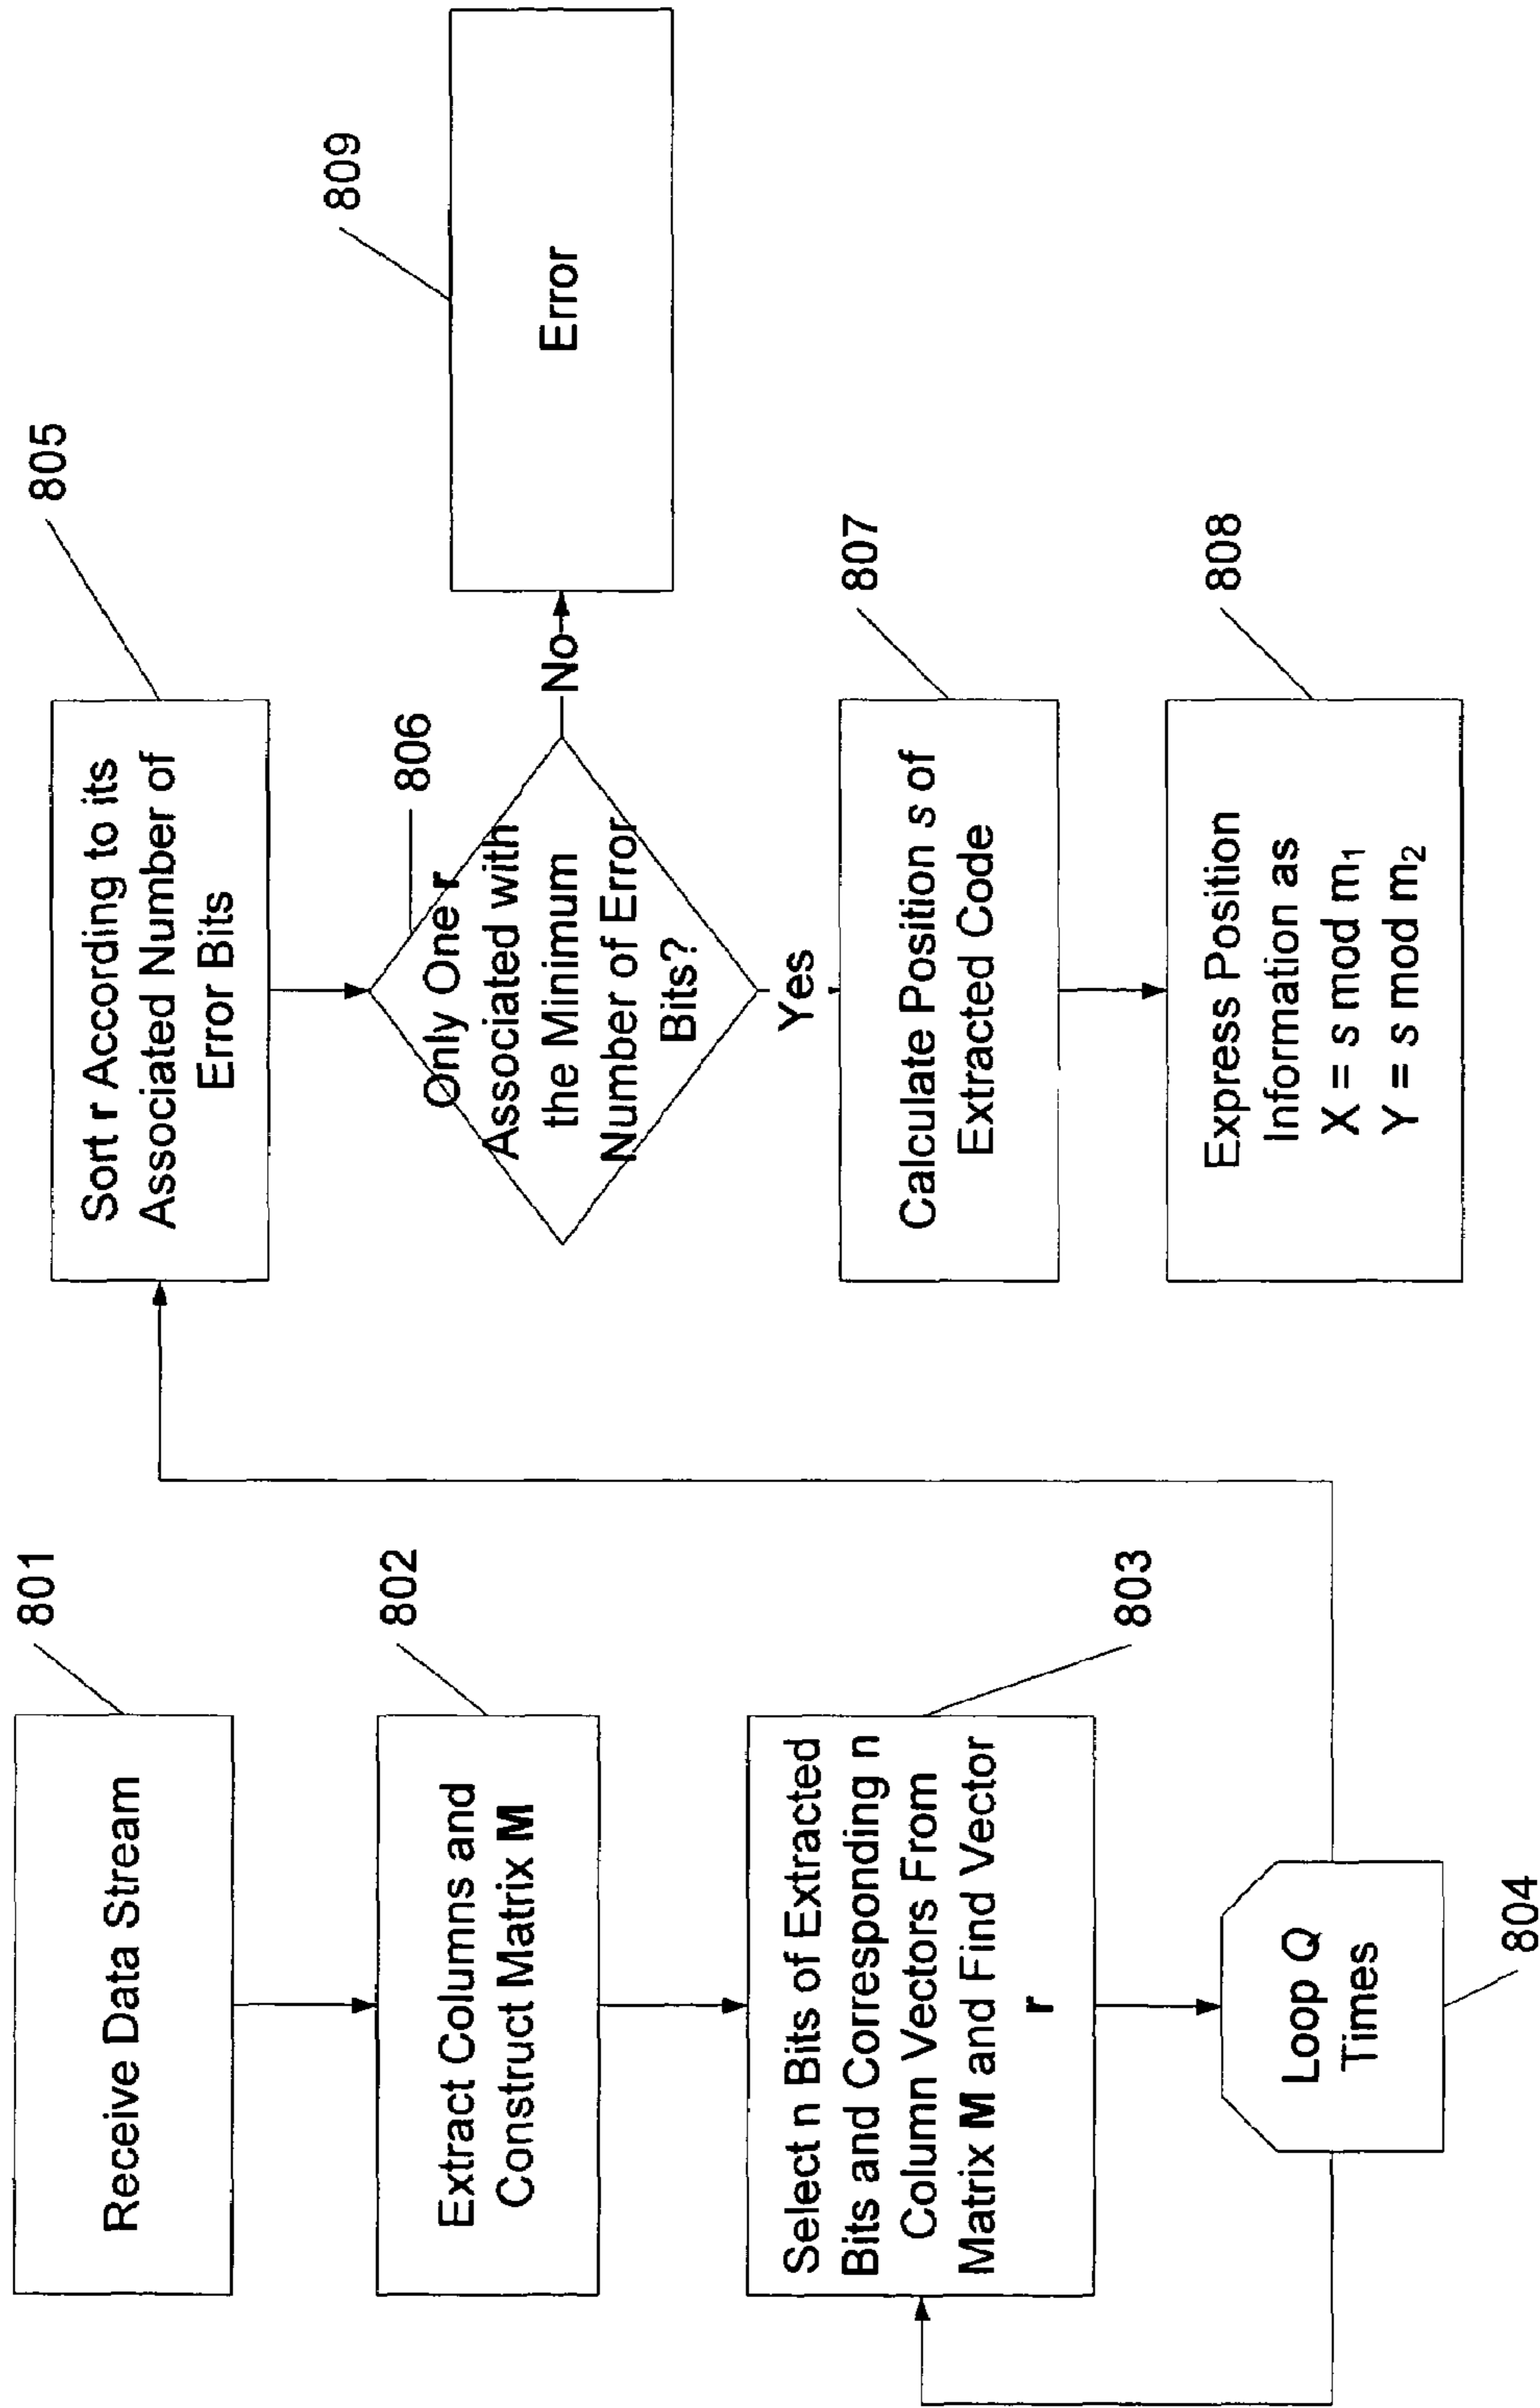 801
Receive Data Stream
802
Extract Columns and
Construct Matrix M
803
Select n Bits of Extracted
Bits and Corresponding n
Column Vectors From
Matrix M and Find Vector
r
Loop Q
Times
804
805
Sort r According to its
Associated Number of
Error Bits
806
Only One r
Associated with
the Minimum
Number of Error
Bits?
No
809
Error
Yes
807
Calculate Position s of
Extracted Code
808
Express Position
Information as
X = s mod m₁
Y = s mod m₂